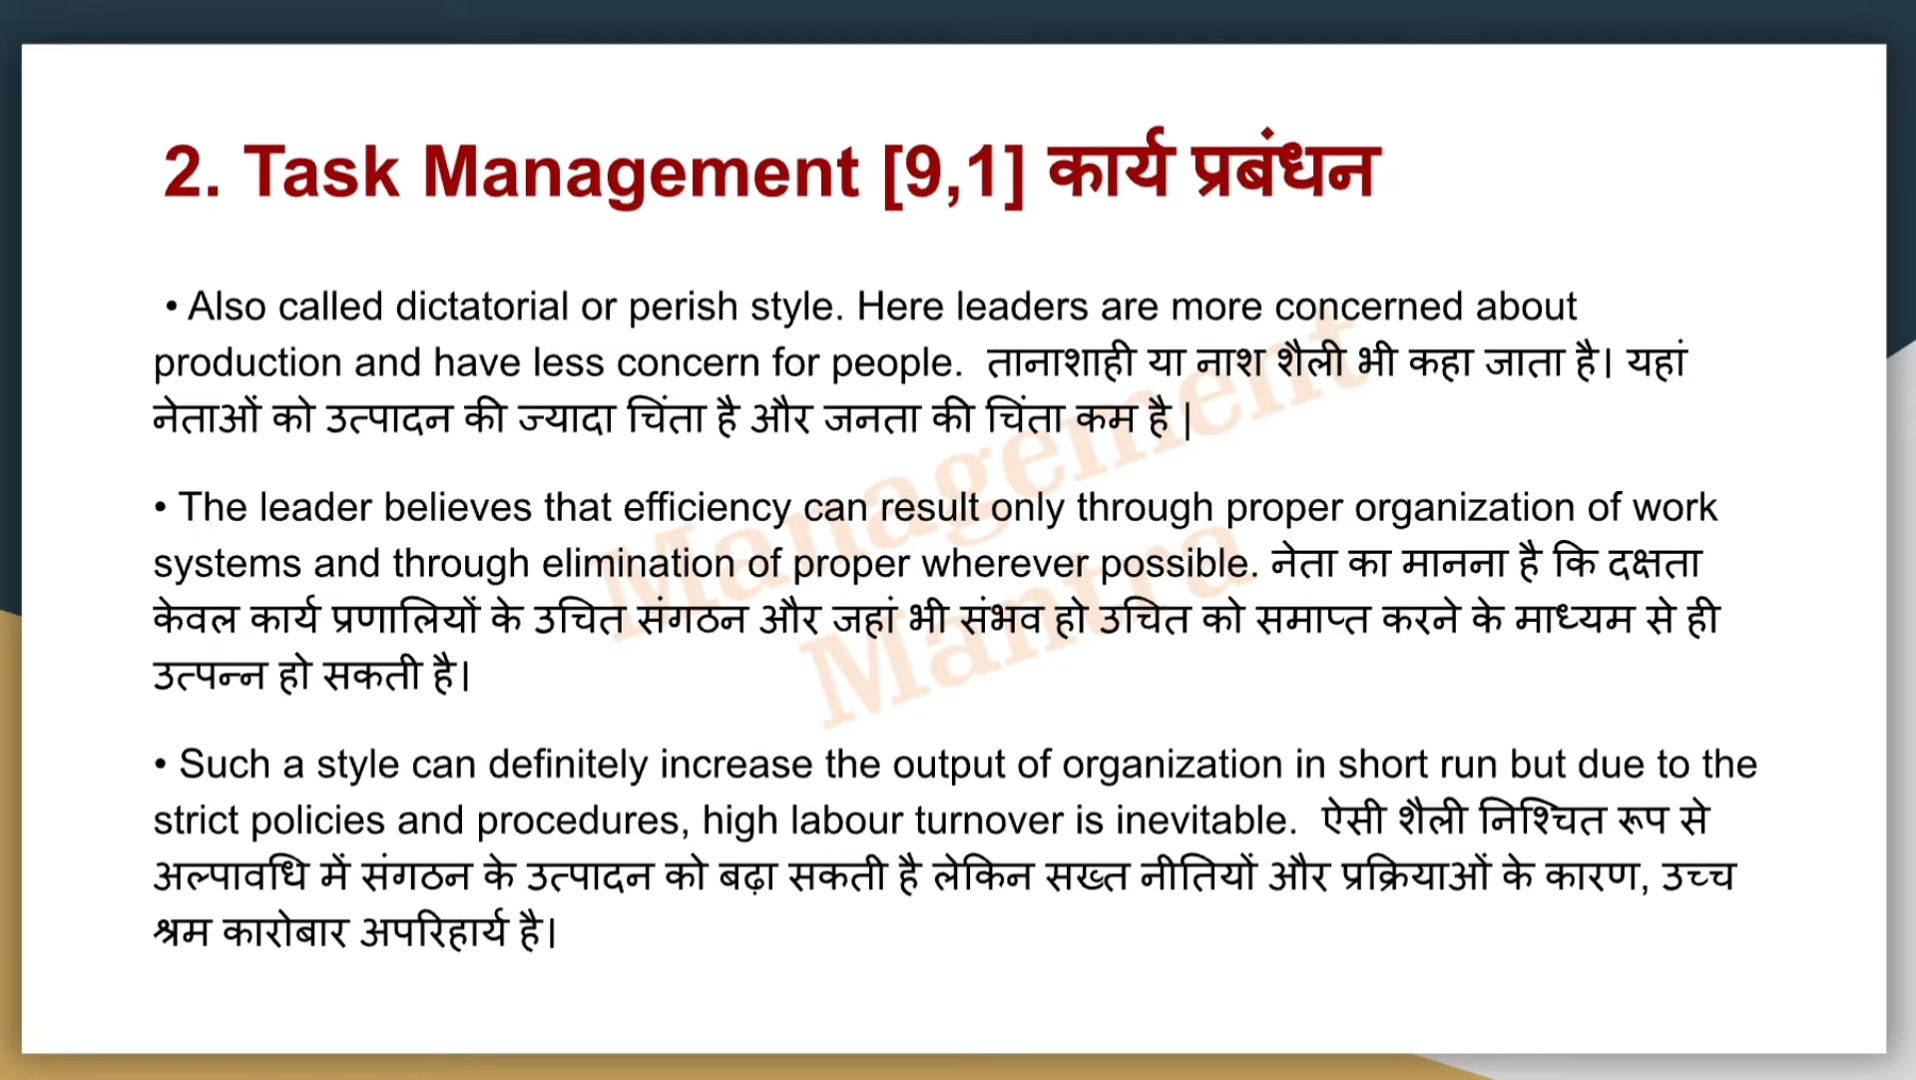 2. Task Management [9,1] कार्य प्रबंधन
• Also called dictatorial or perish style. Here leaders are more concerned about
production and have less concern for people. तानाशाही या नाश शैली भी कहा जाता है। यहां
नेताओं को उत्पादन की ज्यादा चिंता है और जनता की चिंता कम है |
• The leader believes that efficiency can result only through proper organization of work
systems and through elimination of proper wherever possible. नेता का मानना है कि दक्षता
केवल कार्य प्रणालियों के उचित संगठन और जहां भी संभव हो उचित को समाप्त करने के माध्यम से ही
उत्पन्न हो सकती है।
• Such a style can definitely increase the output of organization in short run but due to the
strict policies and procedures, high labour turnover is inevitable. ऐसी शैली निश्चित रूप से
अल्पावधि में संगठन के उत्पादन को बढ़ा सकती है लेकिन सख्त नीतियों और प्रक्रियाओं के कारण, उच्च
श्रम कारोबार अपरिहार्य है।
Management
Mantra